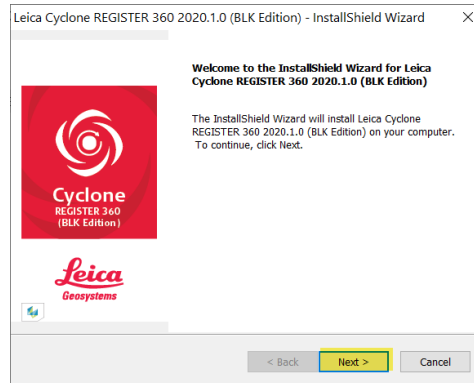 Leica Cyclone REGISTER 360 2020.1.0 (BLK Edition) - InstallShield Wizard
Welcome to the InstallShield Wizard for Leica
Cyclone REGISTER 360 2020.1.0 (BLK Edition)
The InstallShield Wizard will install Leica Cyclone
REGISTER 360 2020.1.0 (BLK Edition) on your computer.
To continue, click Next.
Cyclone
REGISTER 360
(BLK Edition)
Leica
Geosystems
< Back
Next >
Cancel